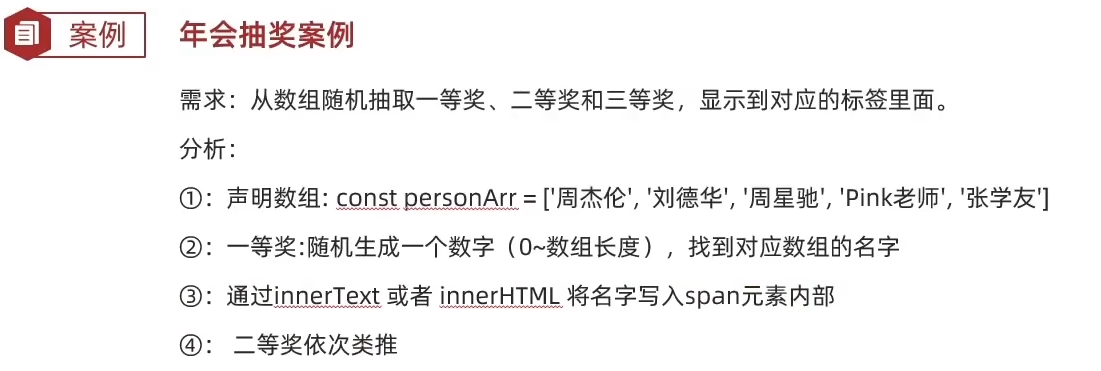 案例
年会抽奖案例
需求：从数组随机抽取一等奖、二等奖和三等奖，显示到对应的标签里面。
分析：
①：声明数组: const personArr = ['周杰伦', '刘德华', '周星驰', 'Pink老师', '张学友']
②：一等奖:随机生成一个数字（0~数组长度），找到对应数组的名字
③：通过innerText 或者 innerHTML 将名字写入span元素内部
④： 二等奖依次类推